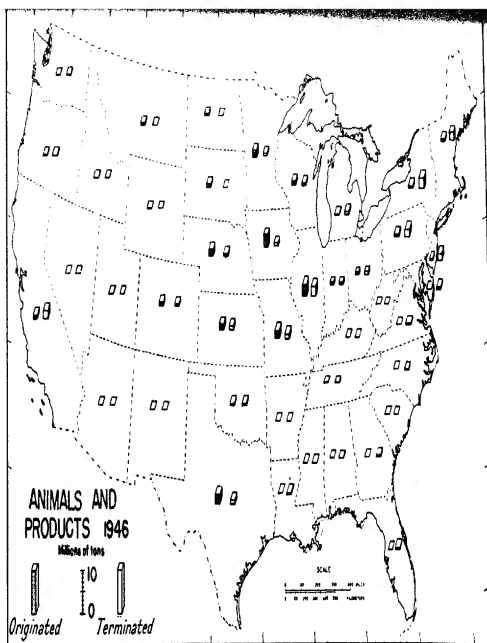 ANIMALS AND
PRODUCTS 1946
Millions of tons
10
0
Originated
Terminated
SCALE